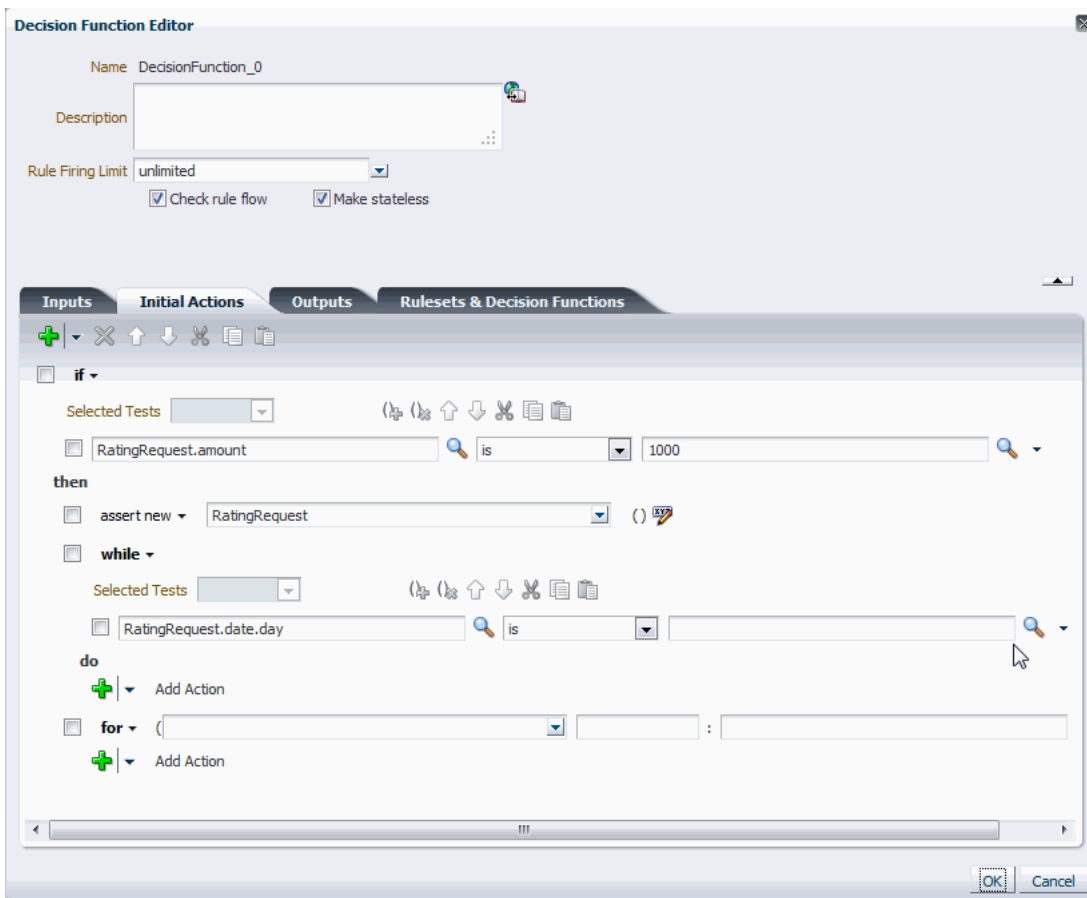 Decision Function Editor
Name DecisionFunction_0
Description
Rule Firing Limit unlimited
Check rule flow Make stateless
Inputs Initial Actions Outputs Rulesets & Decision Functions
if
Selected Tests
RatingRequest.amount is 1000
then
assert new RatingRequest ()
while
Selected Tests
RatingRequest.date.day is
do
Add Action
for ( :
Add Action
OK Cancel